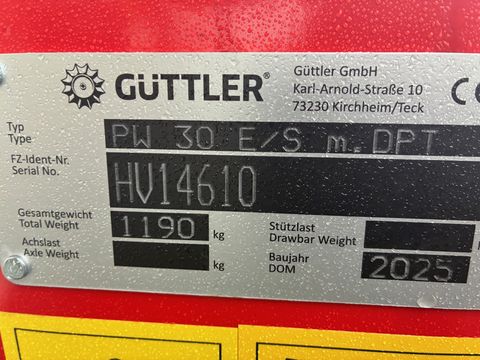 GÜTTLER®
Güttler GmbH
Karl-Arnold-Straße 10
73230 Kirchheim/Teck
CE
Typ
Type
PW 30 E/S m. DPT
FZ-Ident-Nr.
Serial No.
HV14610
Gesamtgewicht
Total Weight
1190 kg
Stützlast
Drawbar Weight
Achslast
Axle Weight
kg
Baujahr
DOM
2025